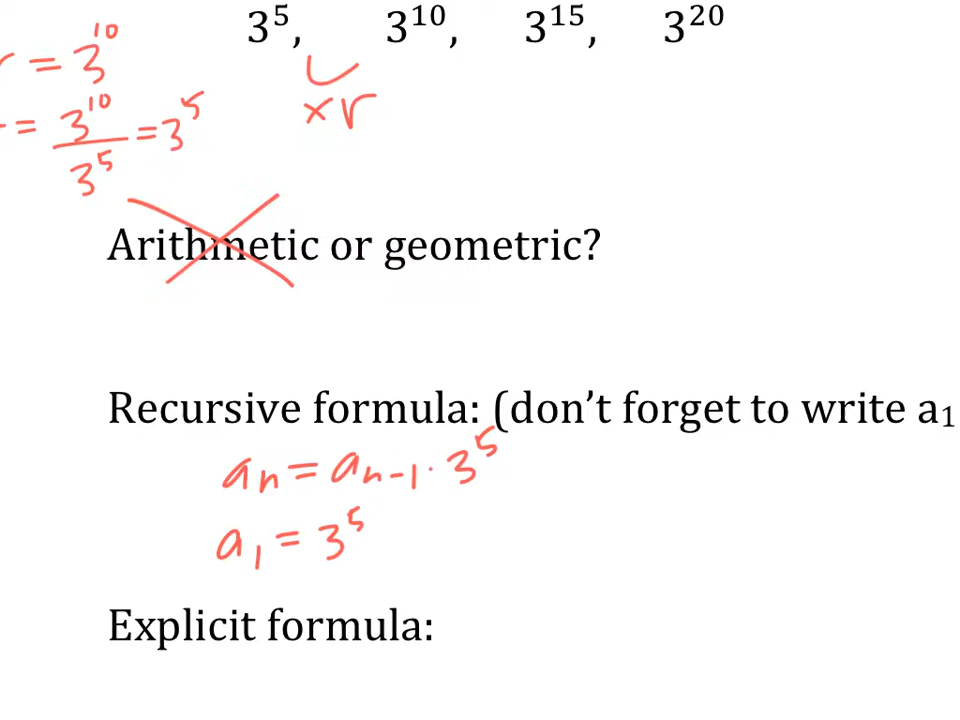 3⁵, 3¹⁰, 3¹⁵, 3²⁰
= 3¹⁰
×r
= 3¹⁰/3⁵ = 3⁵
Arithmetic or geometric?
Recursive formula: (don’t forget to write a₁
aₙ = aₙ₋₁ · 3⁵
a₁ = 3⁵
Explicit formula: